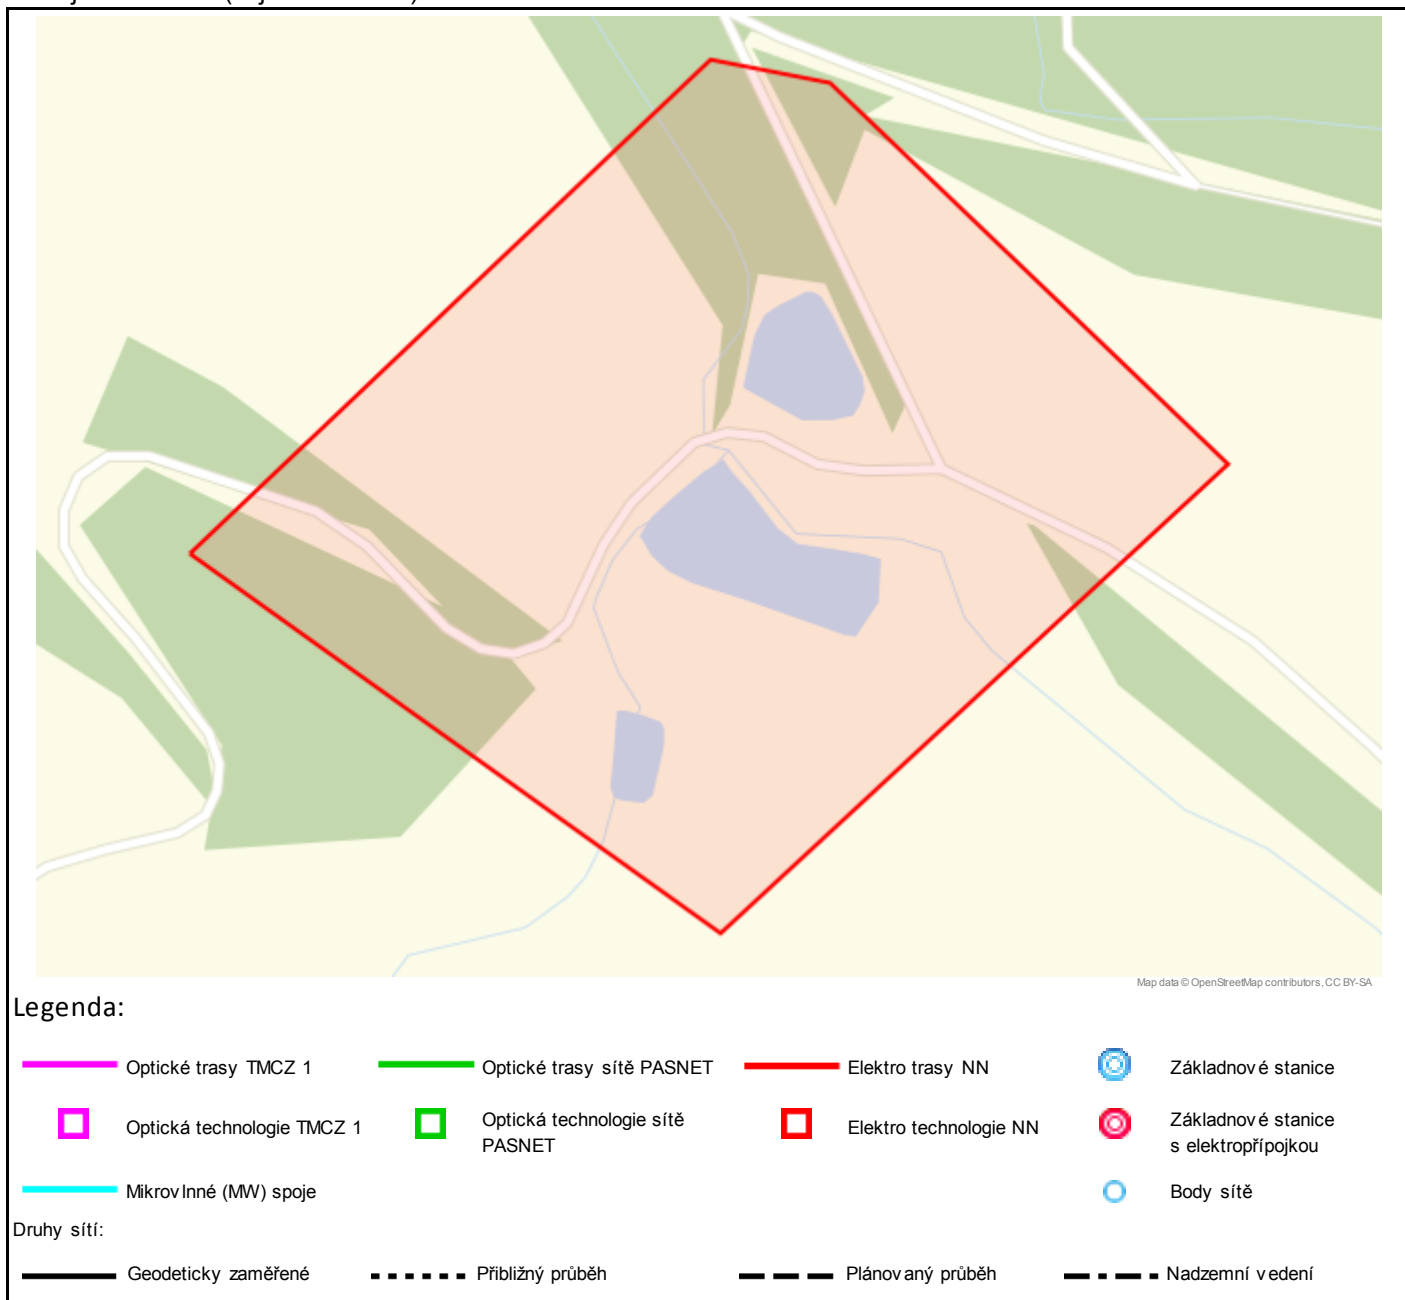 Map data © OpenStreetMap contributors, CC BY-SA
Legenda:
Optické trasy TMCZ 1
Optické trasy sítě PASNET
Elektro trasy NN
Základnové stanice
Optická technologie TMCZ 1
Optická technologie sítě
PASNET
Elektro technologie NN
Základnové stanice
s elektropřípojkou
Mikrovlnné (MW) spoje
Body sítě
Druhy sítí:
Geodeticky zaměřené
Přibližný průběh
Plánovaný průběh
Nadzemní vedení